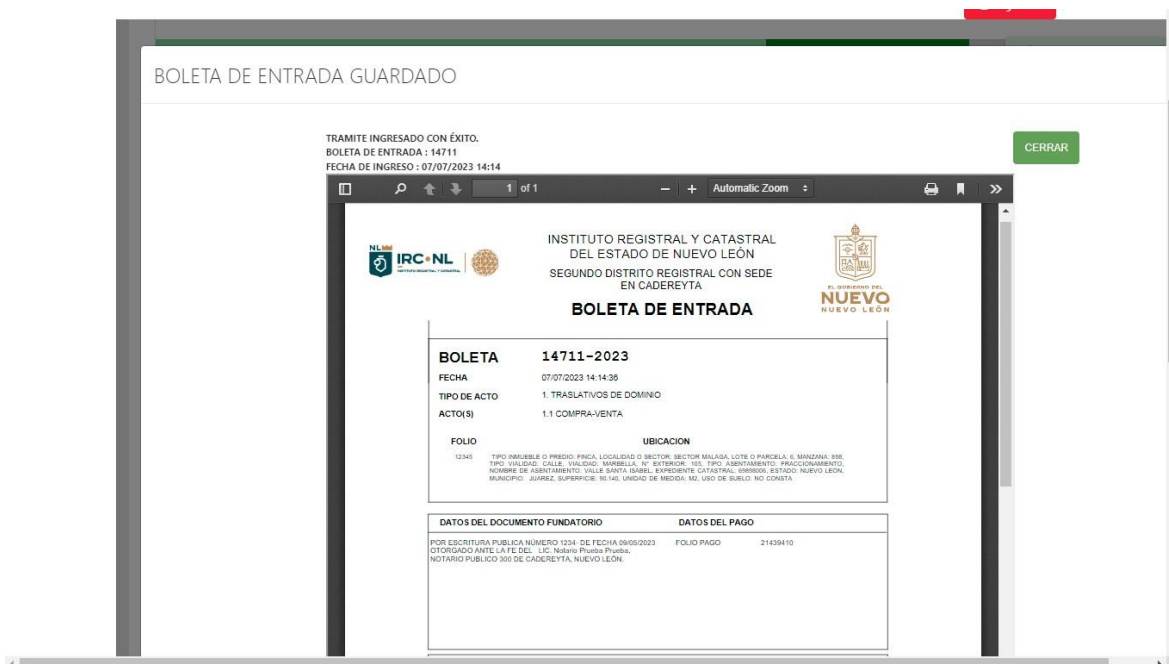 BOLETA DE ENTRADA GUARDADO
TRAMITE INGRESADO CON ÉXITO.
BOLETA DE ENTRADA : 14711
FECHA DE INGRESO : 07/07/2023 14:14
CERRAR
1 of 1
Automatic Zoom
NL
IRC•NL
INSTITUTO REGISTRAL Y CATASTRAL
DEL ESTADO DE NUEVO LEÓN
SEGUNDO DISTRITO REGISTRAL CON SEDE
EN CADEREYTA
BOLETA DE ENTRADA
EL GOBIERNO DEL
NUEVO
NUEVO LEÓN
BOLETA 14711-2023
FECHA 07/07/2023 14:14:36
TIPO DE ACTO 1. TRASLATIVOS DE DOMINIO
ACTO(S) 1.1 COMPRA-VENTA
FOLIO UBICACION
12345 TIPO INMUEBLE O PREDIO: FINCA, LOCALIDAD O SECTOR: SECTOR MALAGA, LOTE O PARCELA: 6, MANZANA: 898,
TIPO VIALIDAD: CALLE, VIALIDAD: MARBELLA, N° EXTERIOR: 105, TIPO ASENTAMIENTO: FRACCIONAMIENTO,
NOMBRE DE ASENTAMIENTO: VALLE SANTA ISABEL, EXPEDIENTE CATASTRAL: 69898006, ESTADO: NUEVO LEON,
MUNICIPIO: JUAREZ, SUPERFICIE: 90.140, UNIDAD DE MEDIDA: M2, USO DE SUELO: NO CONSTA
DATOS DEL DOCUMENTO FUNDATORIO DATOS DEL PAGO
POR ESCRITURA PUBLICA NÚMERO 1234- DE FECHA 09/05/2023 FOLIO PAGO 21439410
OTORGADO ANTE LA FE DEL LIC. Notario Prueba Prueba,
NOTARIO PUBLICO 300 DE CADEREYTA, NUEVO LEÓN.